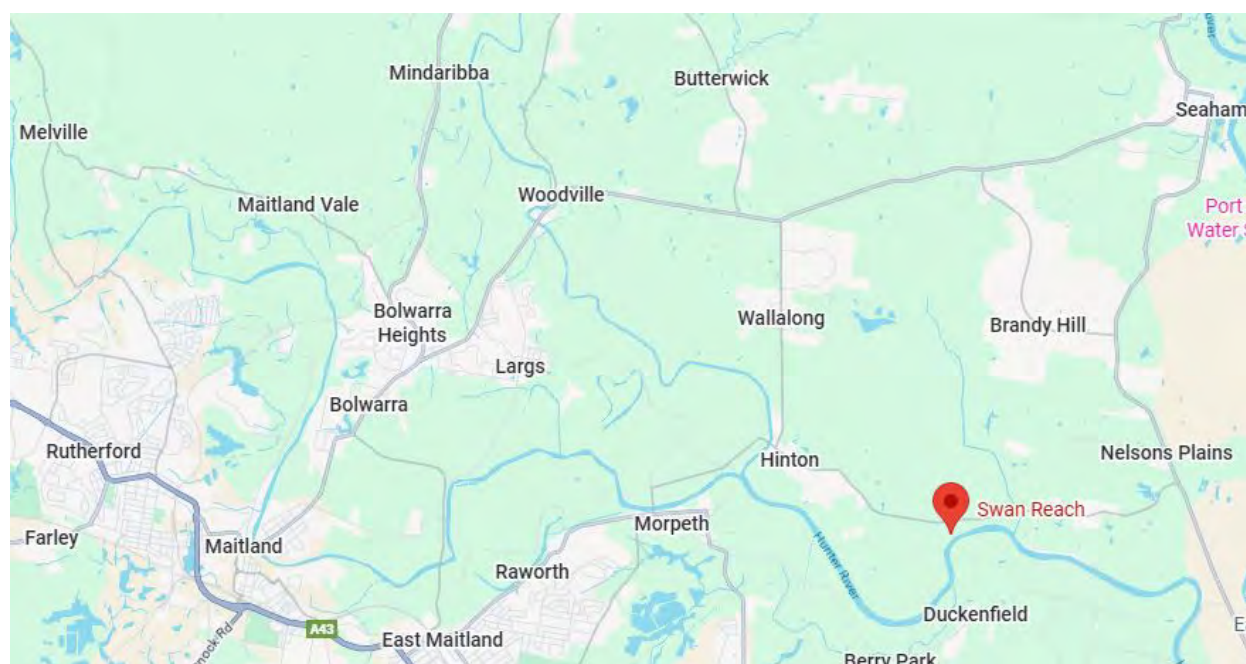 Mindaribba
Butterwick
Seaham
Melville
Woodville
Maitland Vale
Port
Water
Bolwarra
Heights
Wallalong
Brandy Hill
Largs
Bolwarra
Rutherford
Hinton
Nelsons Plains
Swan Reach
Morpeth
Farley
Maitland
Hunter River
Raworth
Duckenfield
A43
East Maitland
Berry Park